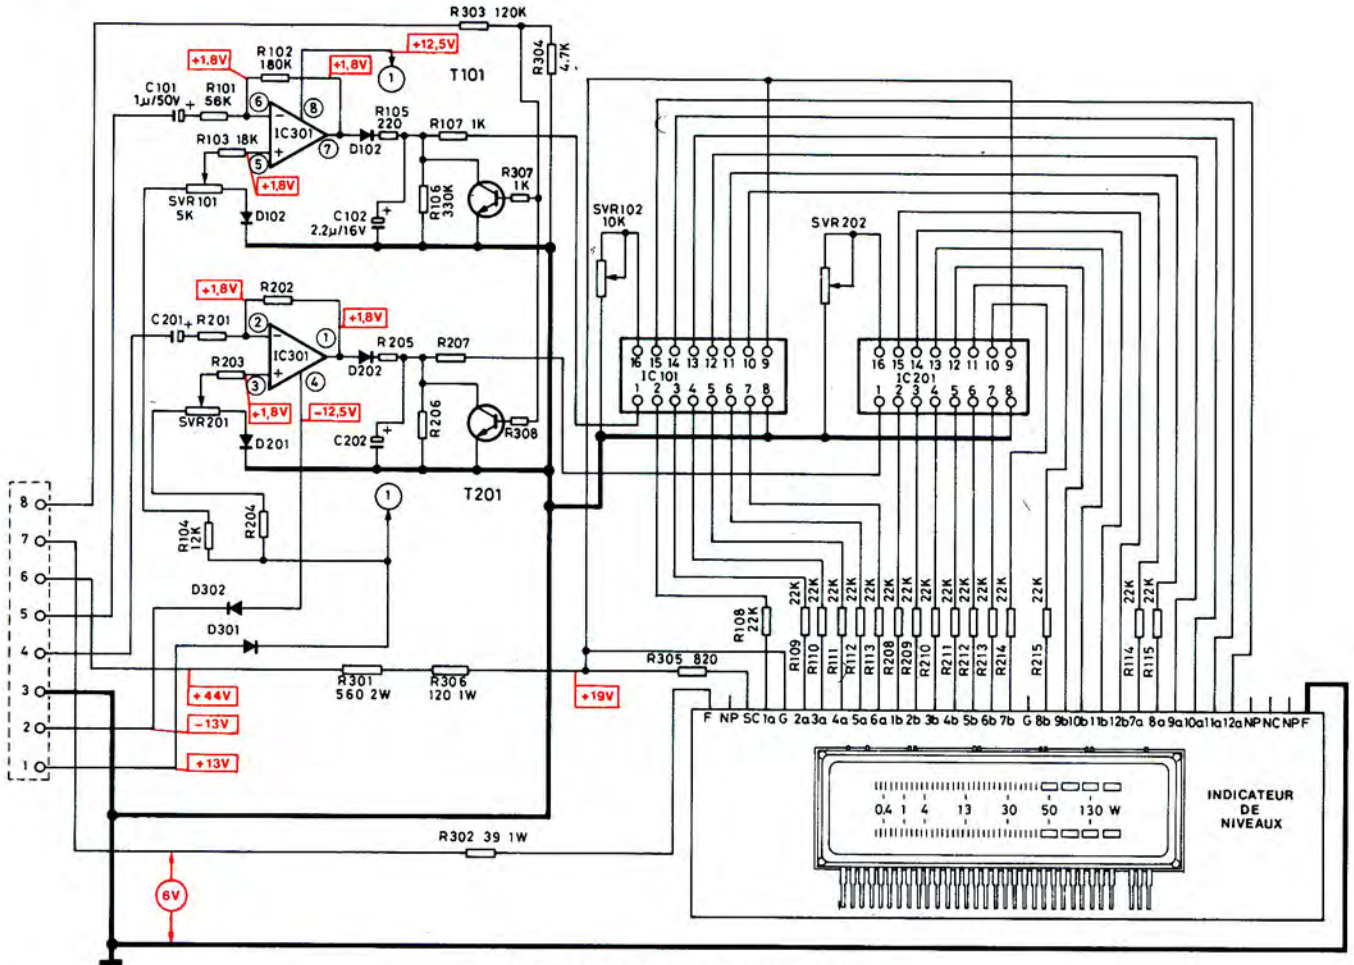 R303 120K
R304 4.7K
+12,5V
+1,8V
R102
180K
+1,8V
1
T101
C101
1µ/50V
+
R101
56K
6
8
-
IC301
+
7
5
R103 18K
+1,8V
SVR101
5K
D102
D102
R105
220
R107 1K
R106
330K
C102
2.2µ/16V
+
R307
1K
SVR102
10K
SVR202
+1,8V
R202
+1,8V
C201
+
R201
2
1
-
IC301
+
4
3
R203
+1,8V
-12,5V
SVR201
D201
D202
R205
R207
R206
C202
+
R308
T201
1
16 15 14 13 12 11 10 9
IC101
1 2 3 4 5 6 7 8
16 15 14 13 12 11 10 9
IC201
1 2 3 4 5 6 7 8
8
7
6
5
4
3
2
1
R104
12K
R204
D302
D301
R301
560 2W
R306
120 1W
+44V
-13V
+13V
+19V
R305 820
R108
22K
R109 22K
R110 22K
R111 22K
R112 22K
R113 22K
R208 22K
R209 22K
R210 22K
R211 22K
R212 22K
R213 22K
R214 22K
R215 22K
R114 22K
R115 22K
F NP SC 1a G 2a 3a 4a 5a 6a 1b 2b 3b 4b 5b 6b 7b G 8b 9b 10b 11b 12b 7a 8a 9a 10a 11a 12a NP NC NP F
0,4 1 4 13 30 50 130 W
INDICATEUR
DE
NIVEAUX
R302 39 1W
6V